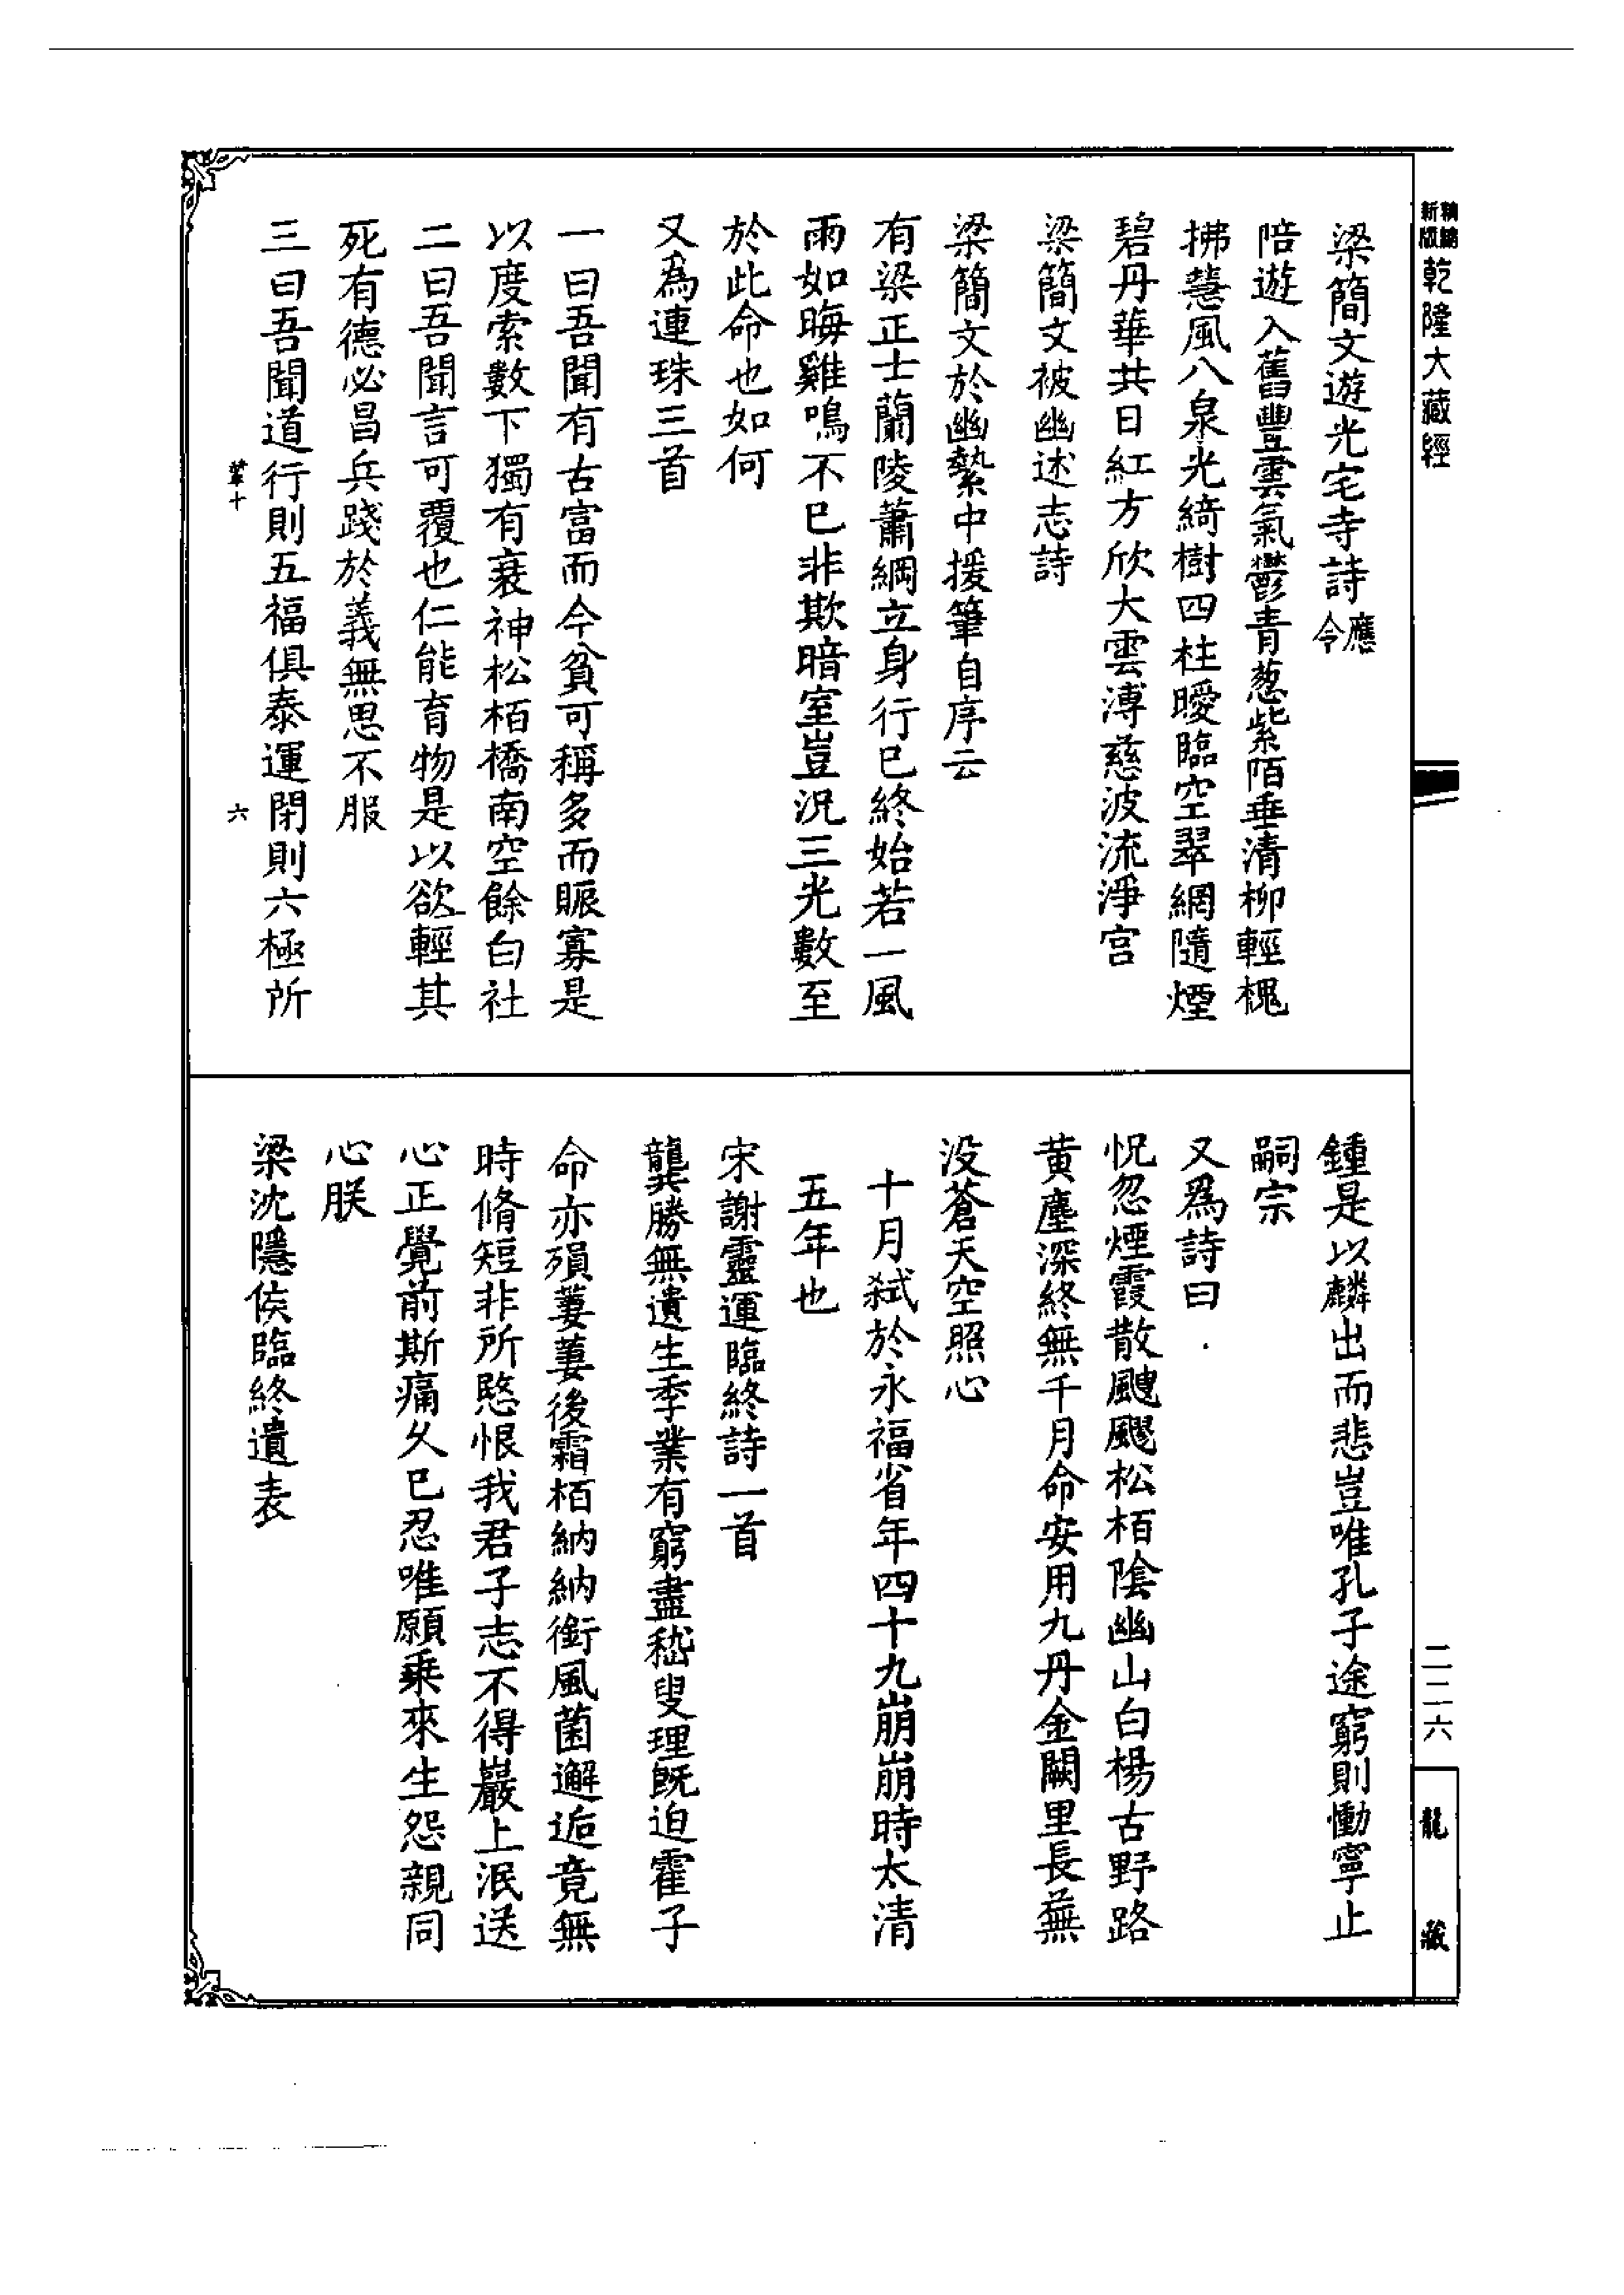 新版精縮乾隆大藏經
梁簡文遊光宅寺詩應令
陪遊入舊豐雲氣鬱青葱紫陌垂清柳輕槐
拂慧風八泉光綺樹四柱曖臨空翠網隨煙
碧丹華共日紅方欣大雲溥慈波流淨宫
梁簡文被幽述志詩
梁簡文於幽縶中援筆自序云
有梁正士蘭陵蕭綱立身行已終始若一風
雨如晦雞鳴不已非欺暗室豈況三光數至
於此命也如何
又為連珠三首
一曰吾聞有古富而今貧可稱多而賑寡是
以度索數下獨有衰神松栢橋南空餘白社
二曰吾聞言可覆也仁能育物是以欲輕其
死有德必昌兵踐於義無思不服
三曰吾聞道行則五福俱泰運閉則六極所
六
鍾是以麟出而悲豈唯孔子途窮則慟寧止
嗣宗
又爲詩曰
怳忽煙霞散颼飀松栢陰幽山白楊古野路
黄塵深終無千月命安用九丹金闕里長蕪
没蒼天空照心
十月弑於永福省年四十九崩崩時太清
五年也
宋謝靈運臨終詩一首
龔勝無遺生季業有窮盡嵇叟理既迫霍子
命亦殞萋萋後霜栢納納衝風菌邂逅竟無
時脩短非所愍恨我君子志不得巖上泯送
心正覺前斯痛久已忍唯願乘來生怨親同
心朕
梁沈隱侯臨終遺表
二二六
龍藏